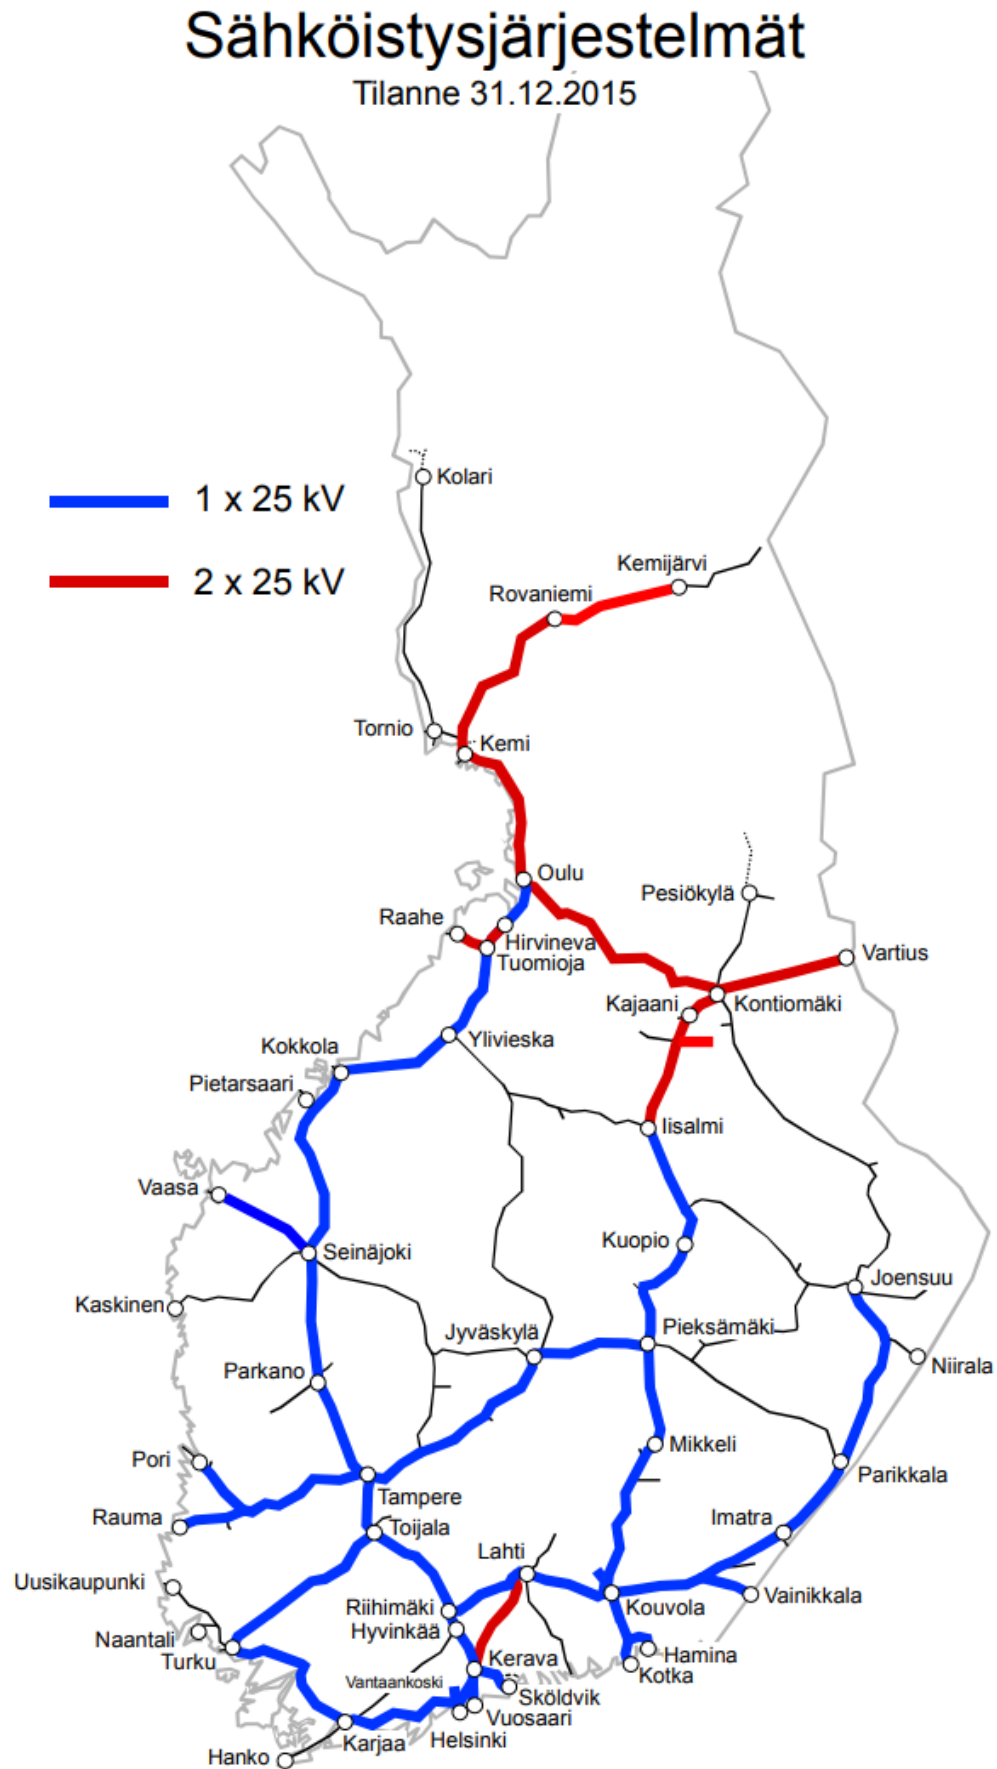 Sähköistysjärjestelmät
Tilanne 31.12.2015
Kolari
1 x 25 kV
2 x 25 kV
Kemijärvi
Rovaniemi
Tornio
Kemi
Oulu
Pesiökylä
Raahe
Hirvineva
Tuomioja
Vartius
Kajaani
Kontiomäki
Ylivieska
Kokkola
Pietarsaari
Iisalmi
Vaasa
Seinäjoki
Kuopio
Joensuu
Kaskinen
Jyväskylä
Pieksämäki
Niirala
Parkano
Mikkeli
Pori
Parikkala
Tampere
Rauma
Imatra
Toijala
Lahti
Uusikaupunki
Vainikkala
Riihimäki
Kouvola
Hyvinkää
Naantali
Turku
Kerava
Hamina
Kotka
Vantaankoski
Sköldvik
Vuosaari
Helsinki
Karjaa
Hanko